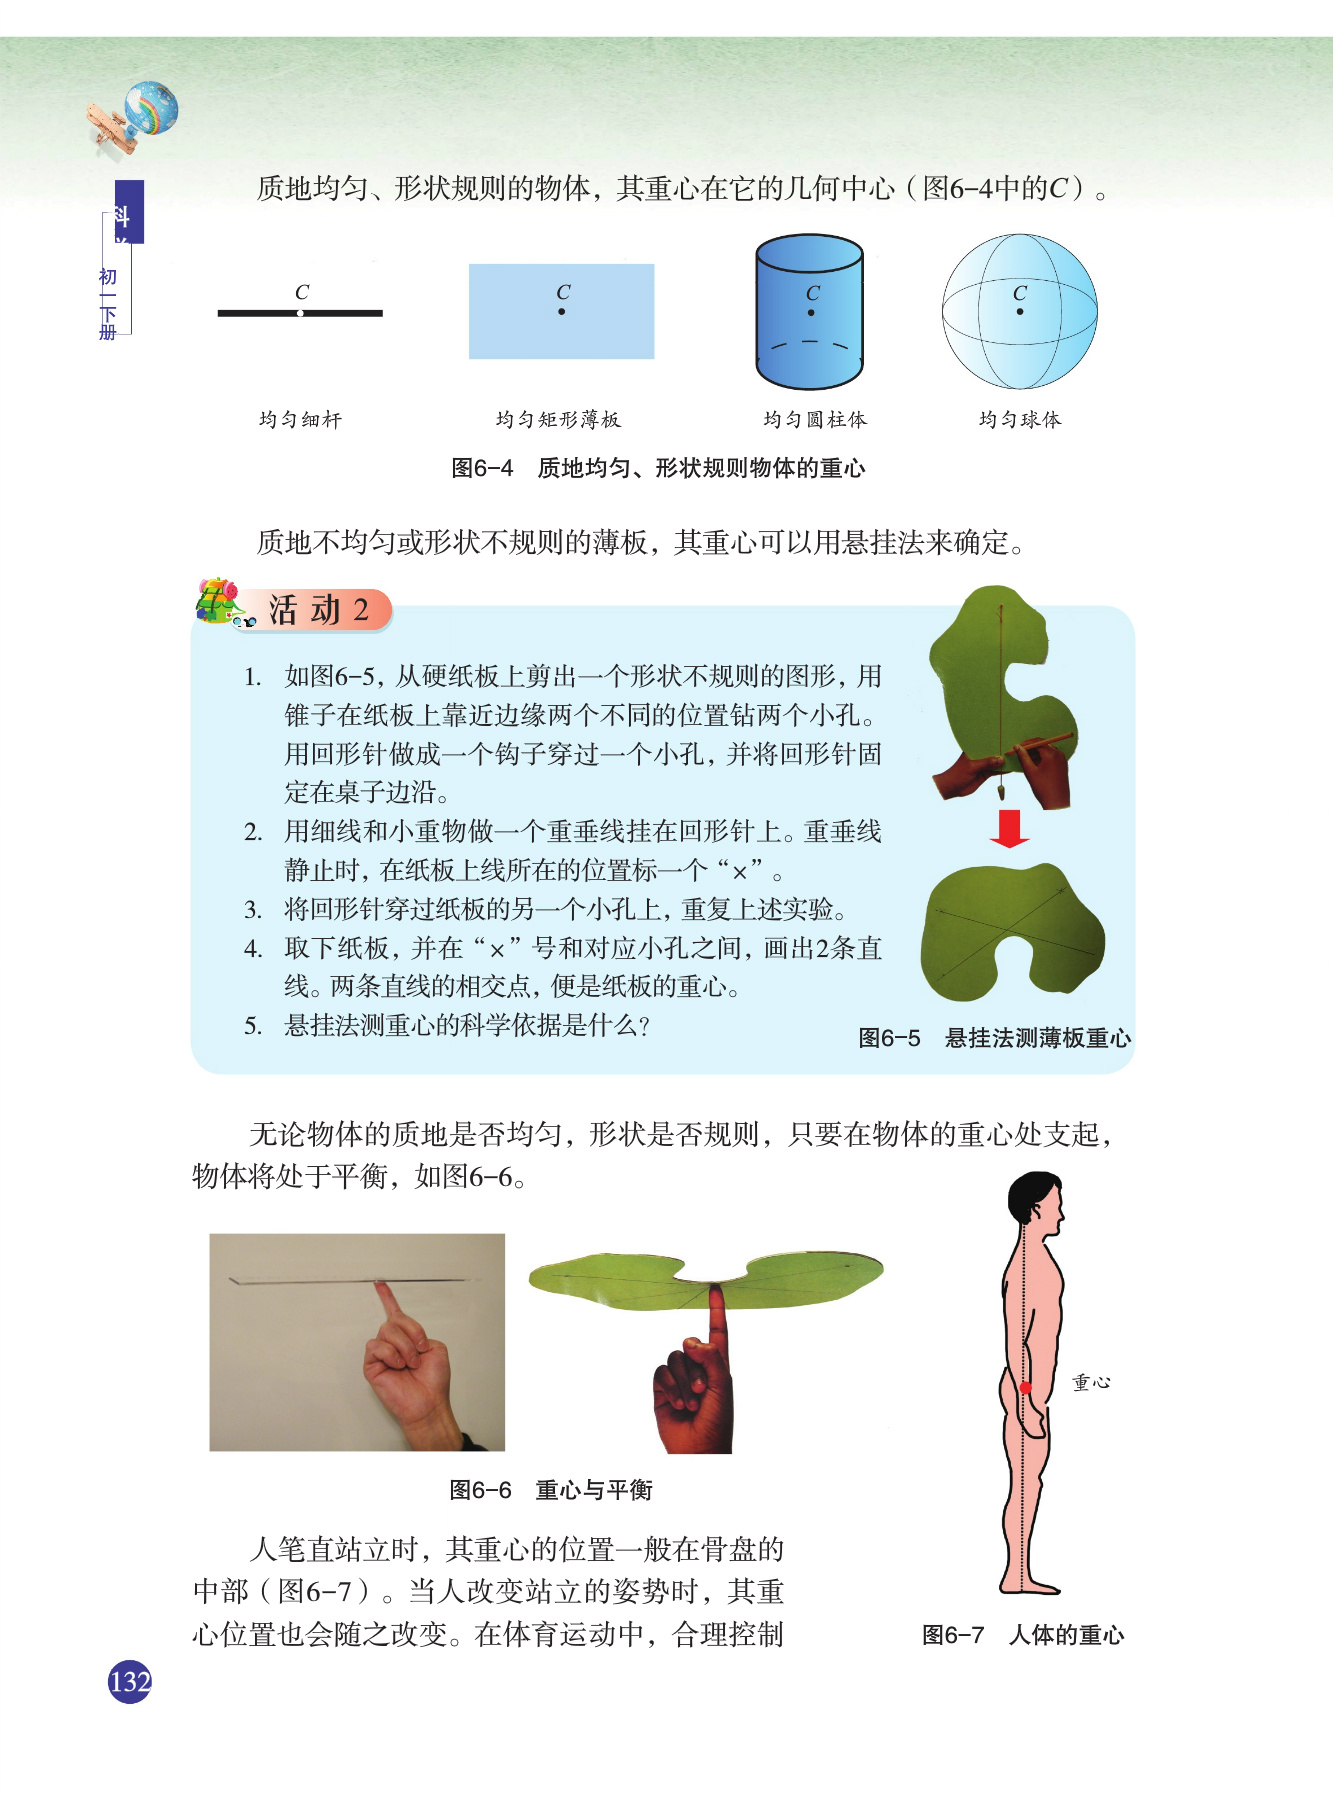 科
初一下册
质地均匀、形状规则的物体，其重心在它的几何中心（图6-4中的C）。
C
C
C
C
均匀细杆
均匀矩形薄板
均匀圆柱体
均匀球体
图6-4 质地均匀、形状规则物体的重心
质地不均匀或形状不规则的薄板，其重心可以用悬挂法来确定。
活动2
1. 如图6-5，从硬纸板上剪出一个形状不规则的图形，用
锥子在纸板上靠近边缘两个不同的位置钻两个小孔。
用回形针做成一个钩子穿过一个小孔，并将回形针固
定在桌子边沿。
2. 用细线和小重物做一个重垂线挂在回形针上。重垂线
静止时，在纸板上线所在的位置标一个“×”。
3. 将回形针穿过纸板的另一个小孔上，重复上述实验。
4. 取下纸板，并在“×”号和对应小孔之间，画出2条直
线。两条直线的相交点，便是纸板的重心。
5. 悬挂法测重心的科学依据是什么？
图6-5 悬挂法测薄板重心
无论物体的质地是否均匀，形状是否规则，只要在物体的重心处支起，
物体将处于平衡，如图6-6。
重心
图6-6 重心与平衡
人笔直站立时，其重心的位置一般在骨盘的
中部（图6-7）。当人改变站立的姿势时，其重
心位置也会随之改变。在体育运动中，合理控制
图6-7 人体的重心
132